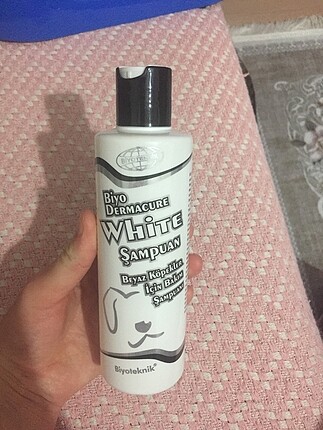 Biyo
Dermacure
White
Şampuan
Beyaz Köpekler
İçin Bakım
Şampuanı
Biyoteknik®